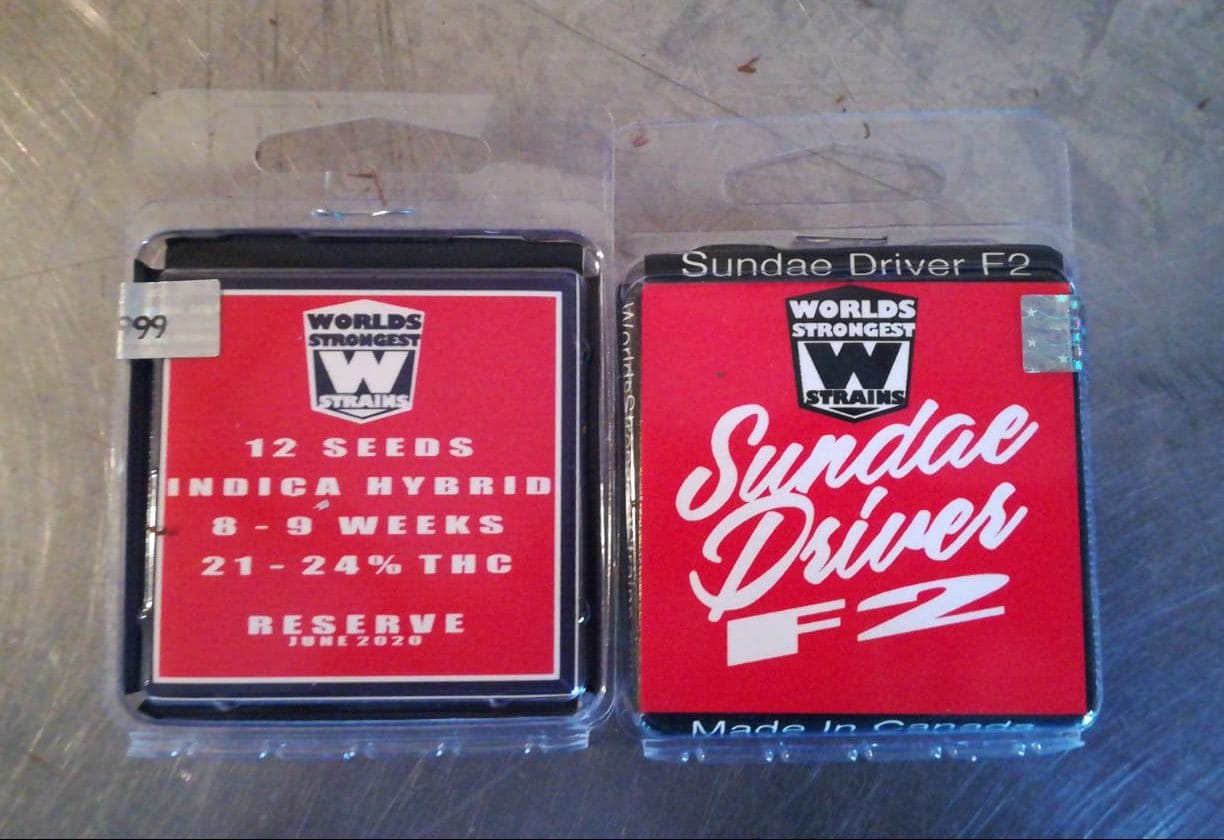 999
WORLDS
STRONGEST
W
STRAINS
12 SEEDS
INDICA HYBRID
8 - 9 WEEKS
21 - 24% THC
RESERVE
JUNE 2020
Sundae Driver F2
WORLDS
STRONGEST
W
STRAINS
Sundae
Driver
F2
Made In Canada